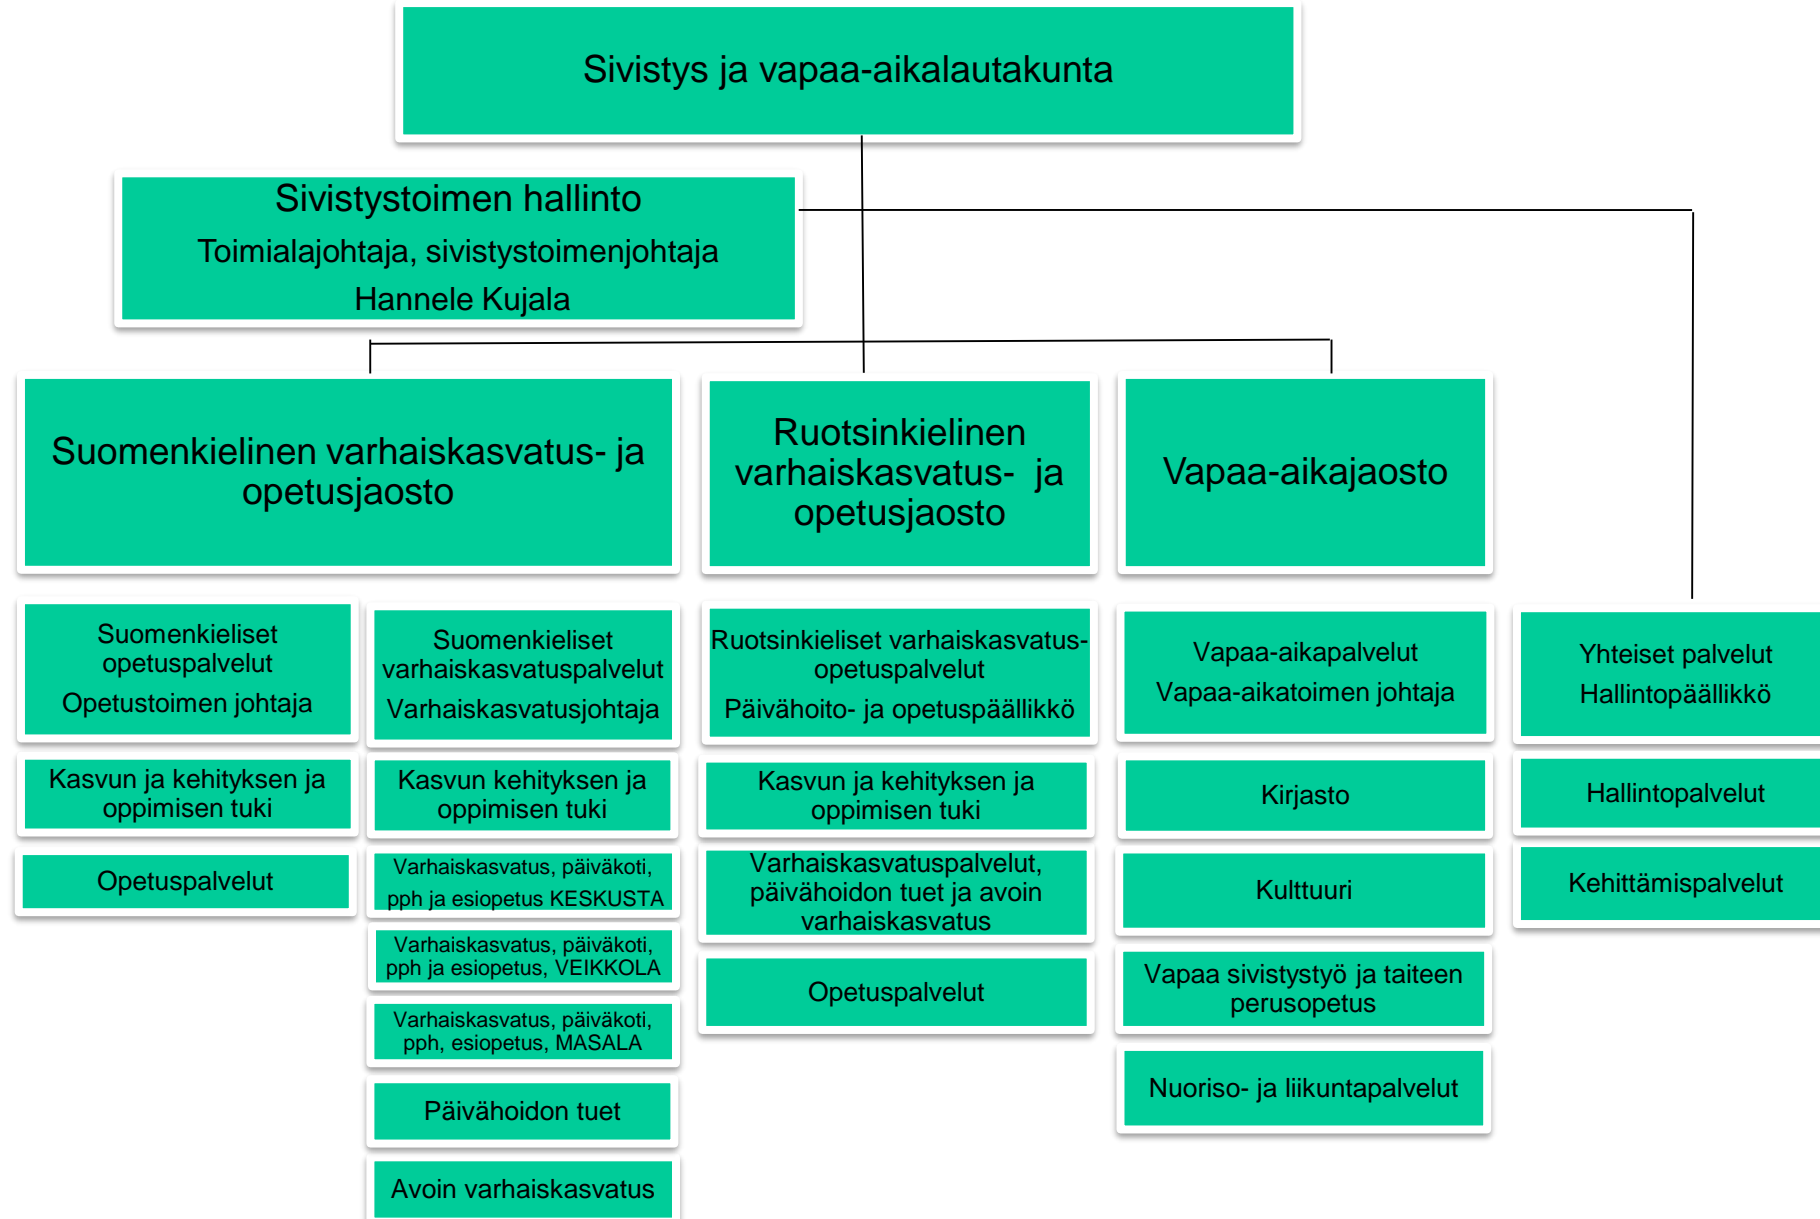 Sivistys ja vapaa-aikalautakunta
Sivistystoimen hallinto
Toimialajohtaja, sivistystoimenjohtaja
Hannele Kujala
Suomenkielinen varhaiskasvatus- ja
opetusjaosto
Ruotsinkielinen
varhaiskasvatus- ja
opetusjaosto
Vapaa-aikajaosto
Suomenkieliset
opetuspalvelut
Opetustoimen johtaja
Kasvun ja kehityksen ja
oppimisen tuki
Opetuspalvelut
Suomenkieliset
varhaiskasvatuspalvelut
Varhaiskasvatusjohtaja
Kasvun kehityksen ja
oppimisen tuki
Varhaiskasvatus, päiväkoti,
pph ja esiopetus KESKUSTA
Varhaiskasvatus, päiväkoti,
pph ja esiopetus, VEIKKOLA
Varhaiskasvatus, päiväkoti,
pph, esiopetus, MASALA
Päivähoidon tuet
Avoin varhaiskasvatus
Ruotsinkieliset varhaiskasvatus-
opetuspalvelut
Päivähoito- ja opetuspäällikkö
Kasvun ja kehityksen ja
oppimisen tuki
Varhaiskasvatuspalvelut,
päivähoidon tuet ja avoin
varhaiskasvatus
Opetuspalvelut
Vapaa-aikapalvelut
Vapaa-aikatoimen johtaja
Kirjasto
Kulttuuri
Vapaa sivistystyö ja taiteen
perusopetus
Nuoriso- ja liikuntapalvelut
Yhteiset palvelut
Hallintopäällikkö
Hallintopalvelut
Kehittämispalvelut